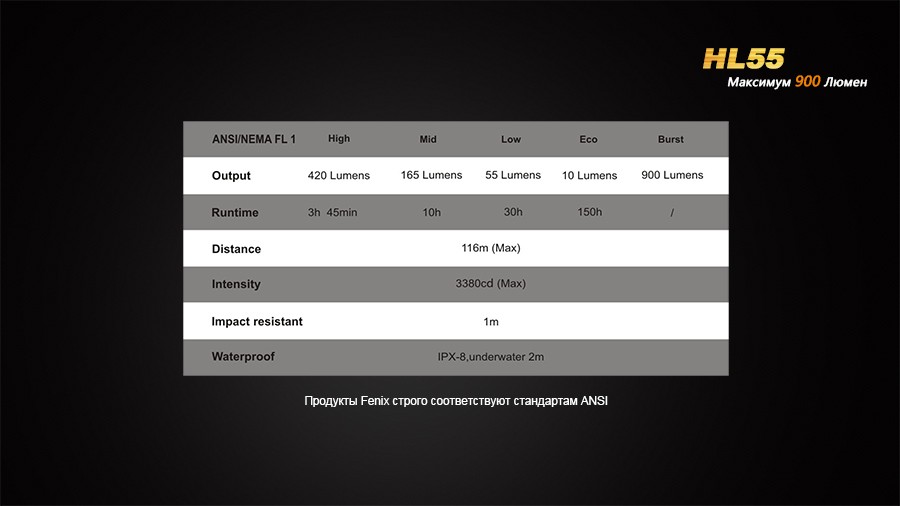 HL55
Максимум 900 Люмен
ANSI/NEMA FL 1 High Mid Low Eco Burst
Output 420 Lumens 165 Lumens 55 Lumens 10 Lumens 900 Lumens
Runtime 3h 45min 10h 30h 150h /
Distance 116m (Max)
Intensity 3380cd (Max)
Impact resistant 1m
Waterproof IPX-8,underwater 2m
Продукты Fenix строго соответствуют стандартам ANSI